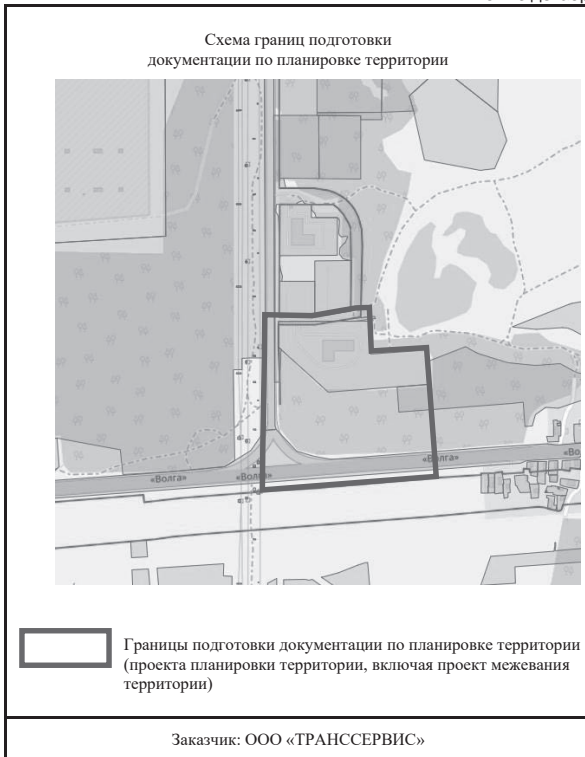 Схема границ подготовки
документации по планировке территории
«Волга»
«Волга»
Границы подготовки документации по планировке территории
(проекта планировки территории, включая проект межевания
территории)
Заказчик: ООО «ТРАНССЕРВИС»